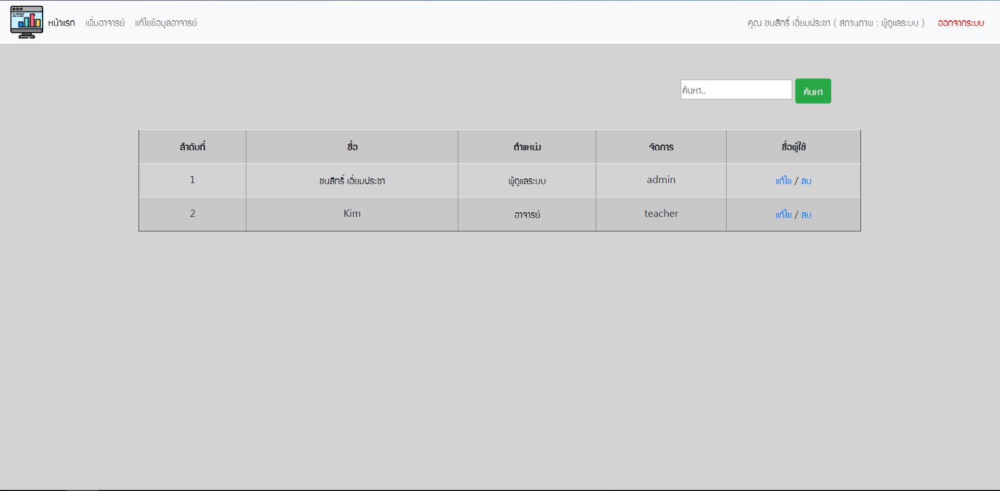 หน้าแรก เพิ่มอาจารย์ แก้ไขข้อมูลอาจารย์ คุณ ชนสิทธิ์ เอี่ยมประชา ( สถานภาพ : ผู้ดูแลระบบ ) ออกจากระบบ
ค้นหา.. ค้นหา
ลำดับที่ ชื่อ ตำแหน่ง จัดการ ชื่อผู้ใช้
1 ชนสิทธิ์ เอี่ยมประชา ผู้ดูแลระบบ admin แก้ไข / ลบ
2 Kim อาจารย์ teacher แก้ไข / ลบ